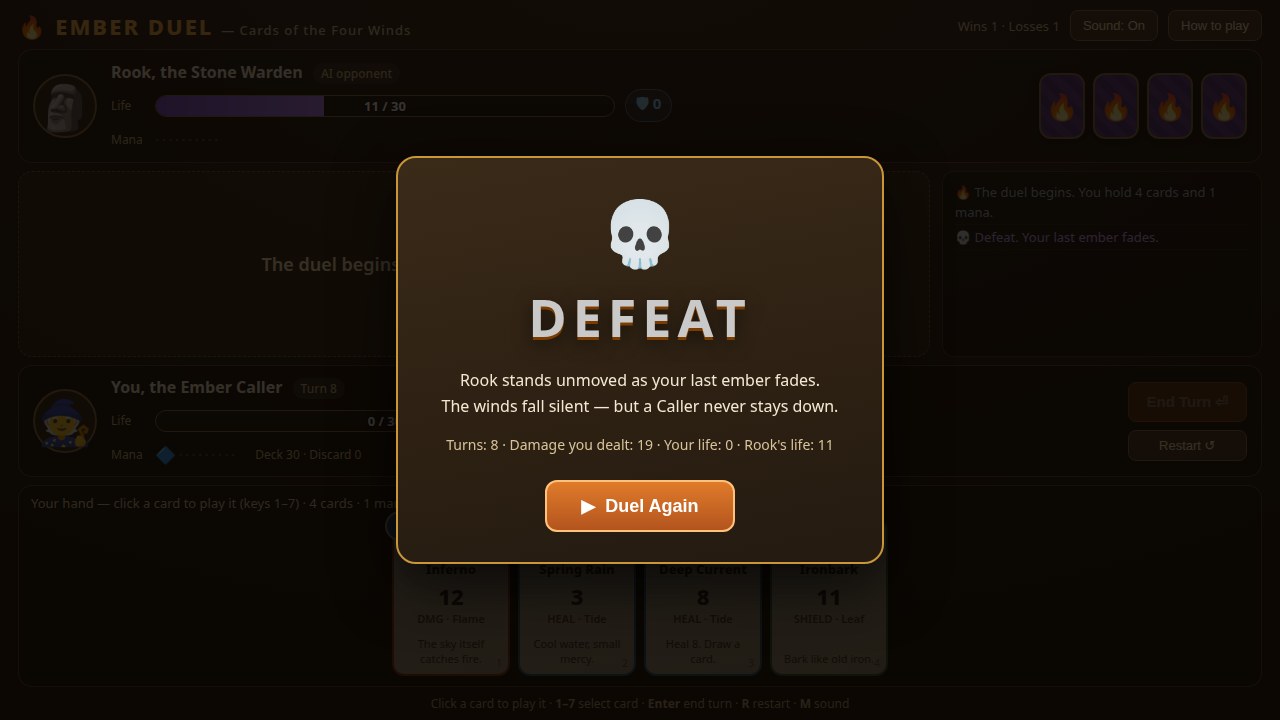 EMBER DUEL — Cards of the Four Winds
Wins 1 · Losses 1
Sound: On
How to play
Rook, the Stone Warden
AI opponent
Life
11 / 30
0
Mana
The duel begins
The duel begins. You hold 4 cards and 1
mana.
Defeat. Your last ember fades.
DEFEAT
Rook stands unmoved as your last ember fades.
The winds fall silent — but a Caller never stays down.
Turns: 8 · Damage you dealt: 19 · Your life: 0 · Rook's life: 11
▶ Duel Again
You, the Ember Caller
Turn 8
Life
0 / 3
Mana
Deck 30 · Discard 0
End Turn ⏎
Restart ↺
Your hand — click a card to play it (keys 1–7) · 4 cards · 1 ma
Inferno
12
DMG · Flame
The sky itself
catches fire.
1
Spring Rain
3
HEAL · Tide
Cool water, small
mercy.
2
Deep Current
8
HEAL · Tide
Heal 8. Draw a
card.
3
Ironbark
11
SHIELD · Leaf
Bark like old iron.
4
Click a card to play it · 1–7 select card · Enter end turn · R restart · M sound